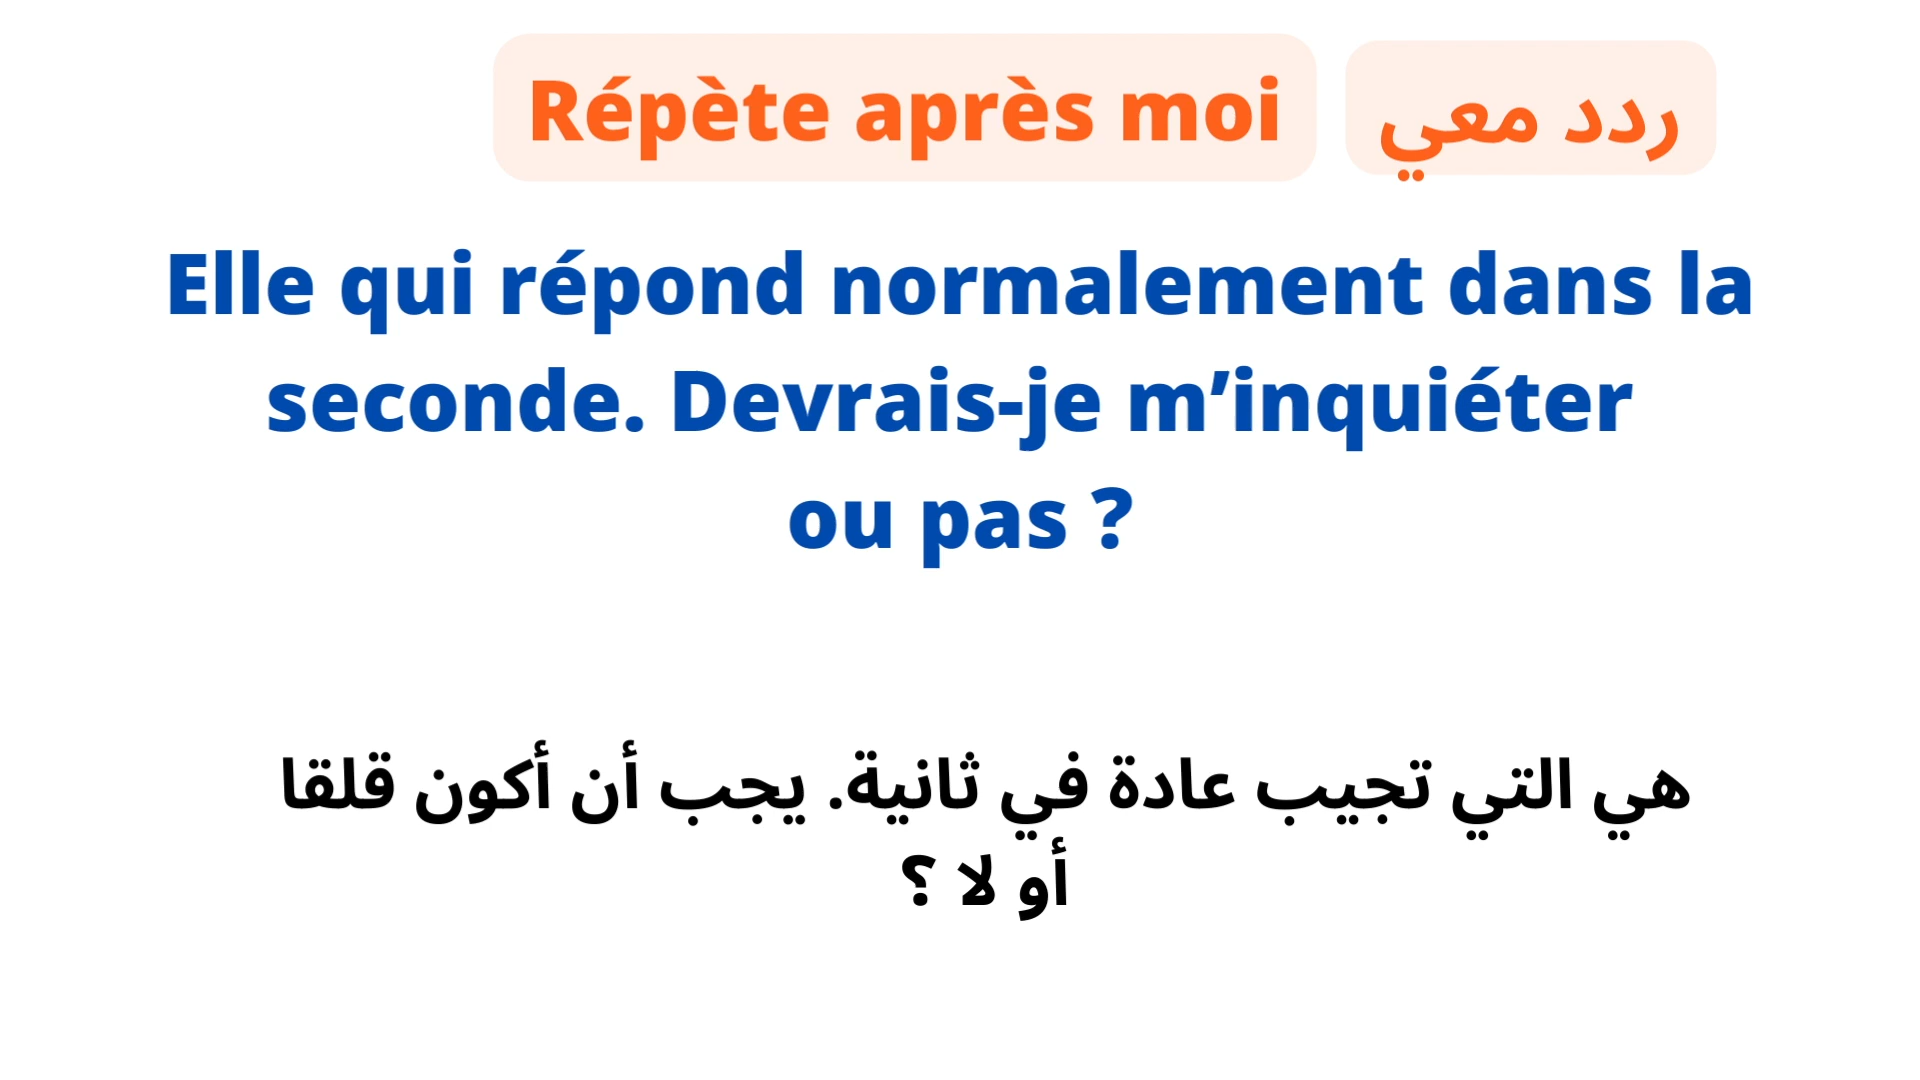 Répète après moi
ردد معي
Elle qui répond normalement dans la
seconde. Devrais-je m’inquiéter
ou pas ?
هي التي تجيب عادة في ثانية. يجب أن أكون قلقا
أو لا ؟